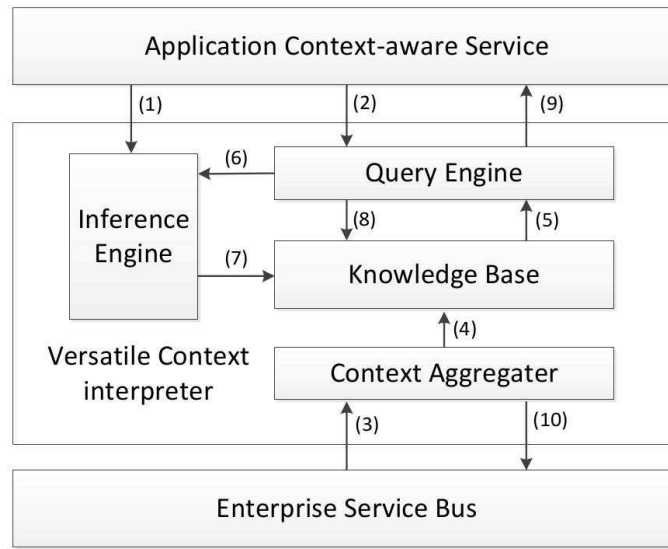 Application Context-aware Service
(1)
(2)
(9)
(6)
Query Engine
Inference
Engine
(8)
(5)
(7)
Knowledge Base
(4)
Versatile Context
interpreter
Context Aggregater
(3)
(10)
Enterprise Service Bus